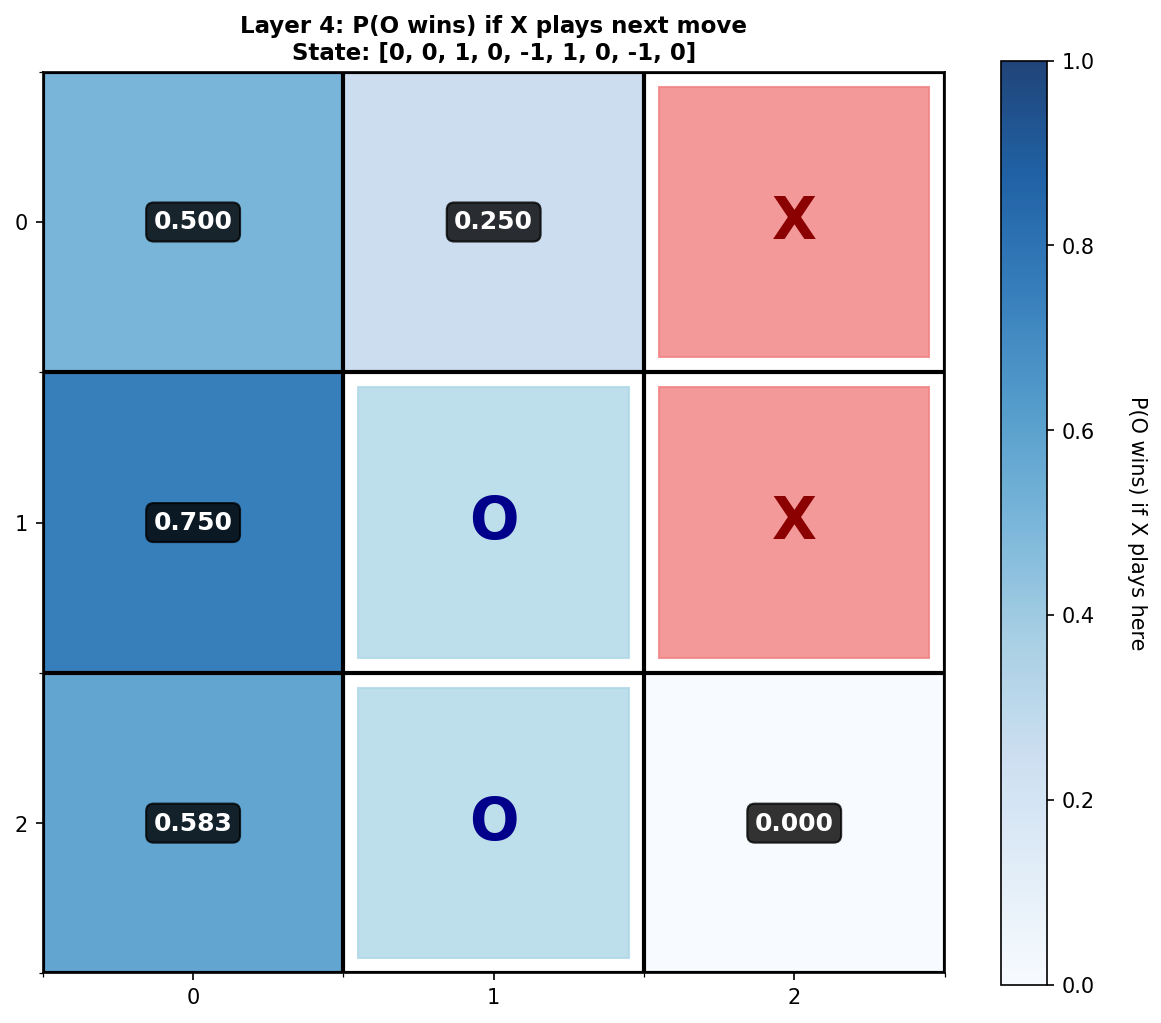 Layer 4: P(O wins) if X plays next move
State: [0, 0, 1, 0, -1, 1, 0, -1, 0]
0
0.500
0.250
X
1
0.750
O
X
2
0.583
O
0.000
0
1
2
1.0
0.8
0.6
0.4
0.2
0.0
P(O wins) if X plays here